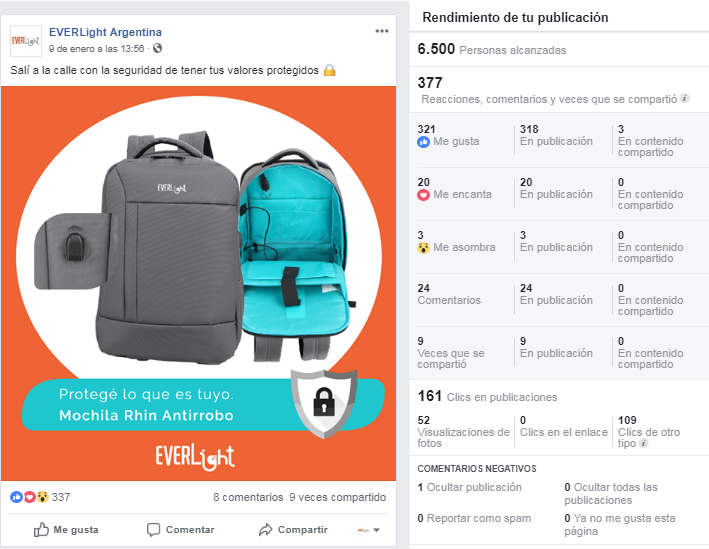 EVERLight Argentina
9 de enero a las 13:56 ·
Salí a la calle con la seguridad de tener tus valores protegidos
EVERLight
Protegé lo que es tuyo.
Mochila Rhin Antirrobo
EVERLight
337
8 comentarios 9 veces compartido
Me gusta Comentar Compartir
Rendimiento de tu publicación
6.500 Personas alcanzadas
377
Reacciones, comentarios y veces que se compartió
321 318 3
Me gusta En publicación En contenido
compartido
20 20 0
Me encanta En publicación En contenido
compartido
3 3 0
Me asombra En publicación En contenido
compartido
24 24 0
Comentarios En publicación En contenido
compartido
9 9 0
Veces que se En publicación En contenido
compartió compartido
161 Clics en publicaciones
52 0 109
Visualizaciones de Clics en el enlace Clics de otro
fotos tipo
COMENTARIOS NEGATIVOS
1 Ocultar publicación 0 Ocultar todas las
publicaciones
0 Reportar como spam 0 Ya no me gusta esta
página